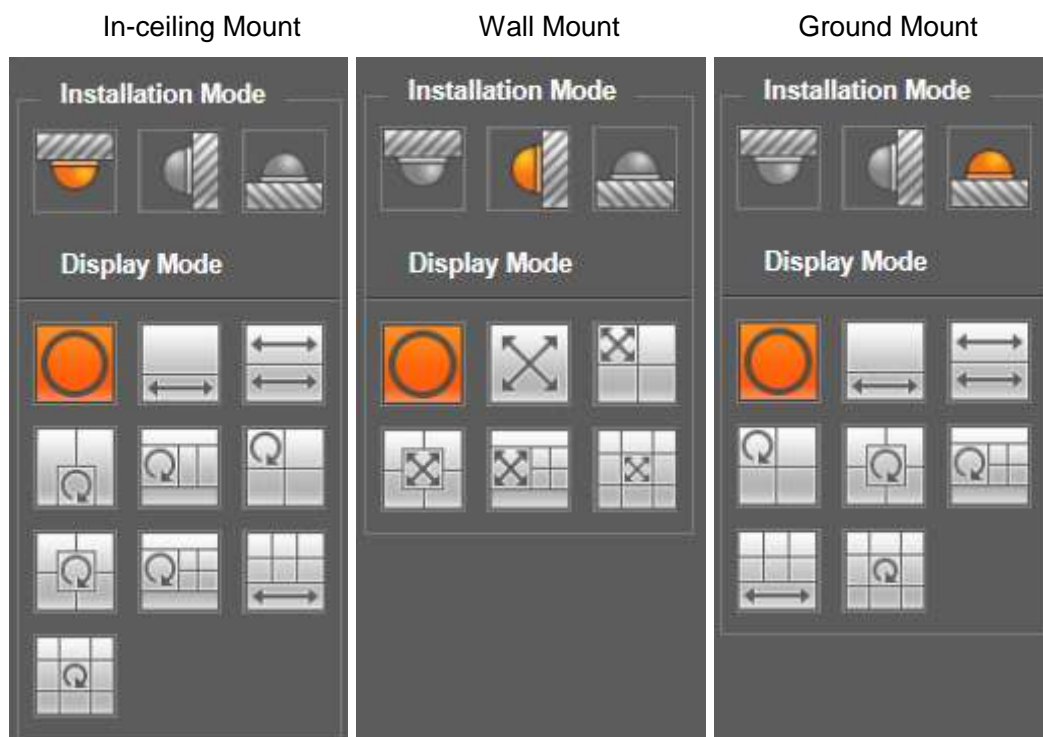 In-ceiling Mount
Wall Mount
Ground Mount
Installation Mode
Installation Mode
Installation Mode
Display Mode
Display Mode
Display Mode